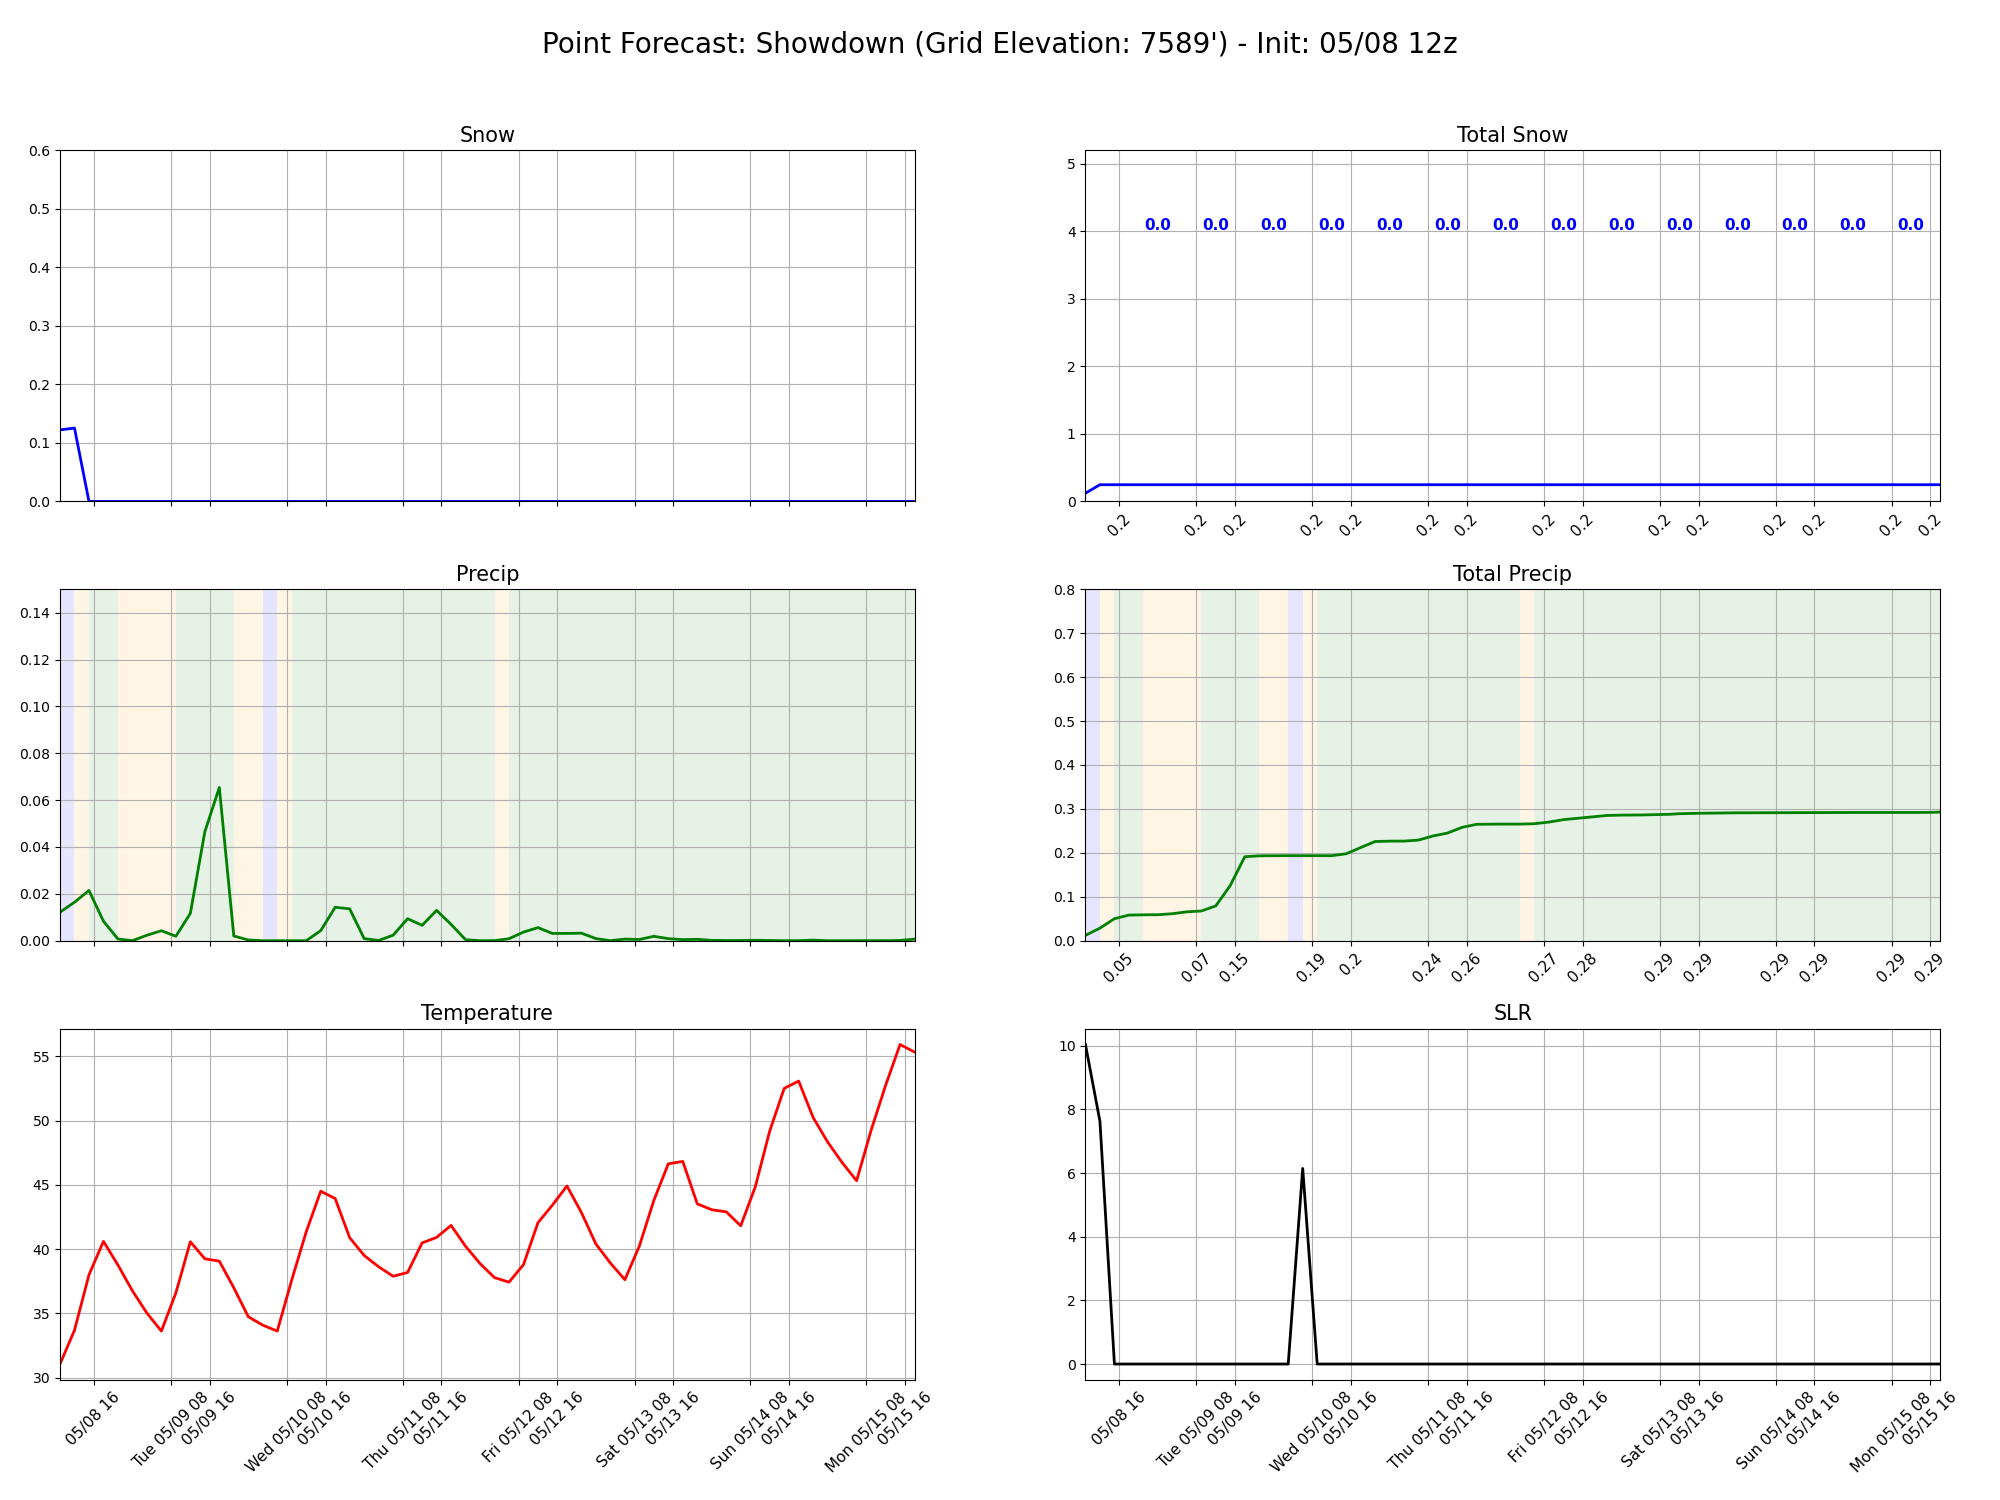 Point Forecast: Showdown (Grid Elevation: 7589') - Init: 05/08 12z
Snow
0.6
0.5
0.4
0.3
0.2
0.1
0.0
Total Snow
5
4
3
2
1
0
0.0 0.0 0.0 0.0 0.0 0.0 0.0 0.0 0.0 0.0 0.0 0.0 0.0 0.0
0.2 0.2 0.2 0.2 0.2 0.2 0.2 0.2 0.2 0.2 0.2 0.2 0.2 0.2 0.2
Precip
0.14
0.12
0.10
0.08
0.06
0.04
0.02
0.00
Total Precip
0.8
0.7
0.6
0.5
0.4
0.3
0.2
0.1
0.0
0.05 0.07 0.15 0.19 0.2 0.24 0.26 0.27 0.28 0.29 0.29 0.29 0.29 0.29 0.29
Temperature
55
50
45
40
35
30
05/08 16
Tue 05/09 08
05/09 16
Wed 05/10 08
05/10 16
Thu 05/11 08
05/11 16
Fri 05/12 08
05/12 16
Sat 05/13 08
05/13 16
Sun 05/14 08
05/14 16
Mon 05/15 08
05/15 16
SLR
10
8
6
4
2
0
05/08 16
Tue 05/09 08
05/09 16
Wed 05/10 08
05/10 16
Thu 05/11 08
05/11 16
Fri 05/12 08
05/12 16
Sat 05/13 08
05/13 16
Sun 05/14 08
05/14 16
Mon 05/15 08
05/15 16